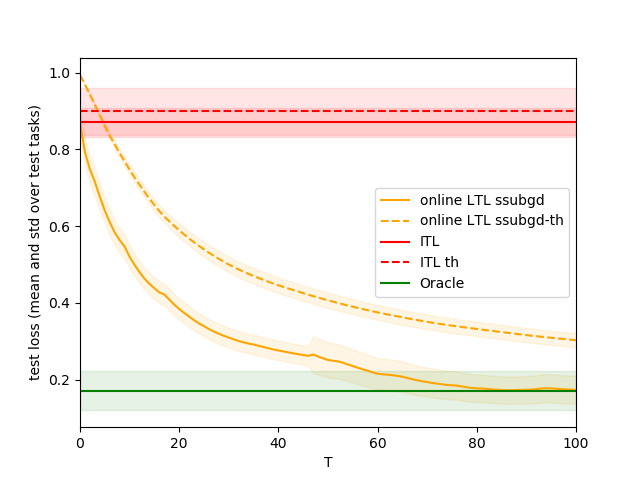 1.0
0.8
0.6
0.4
0.2
test loss (mean and std over test tasks)
online LTL ssubgd
online LTL ssubgd-th
ITL
ITL th
Oracle
0 20 40 60 80 100
T